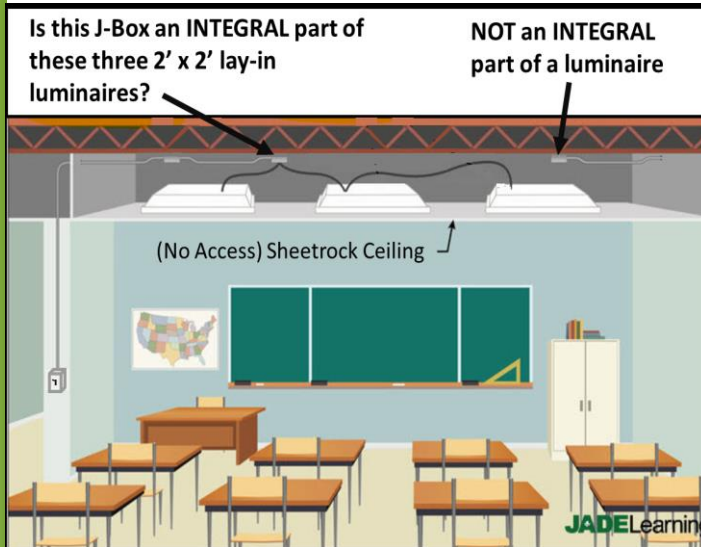 Is this J-Box an INTEGRAL part of
these three 2’ x 2’ lay-in
luminaires?
NOT an INTEGRAL
part of a luminaire
(No Access) Sheetrock Ceiling
JADELearning